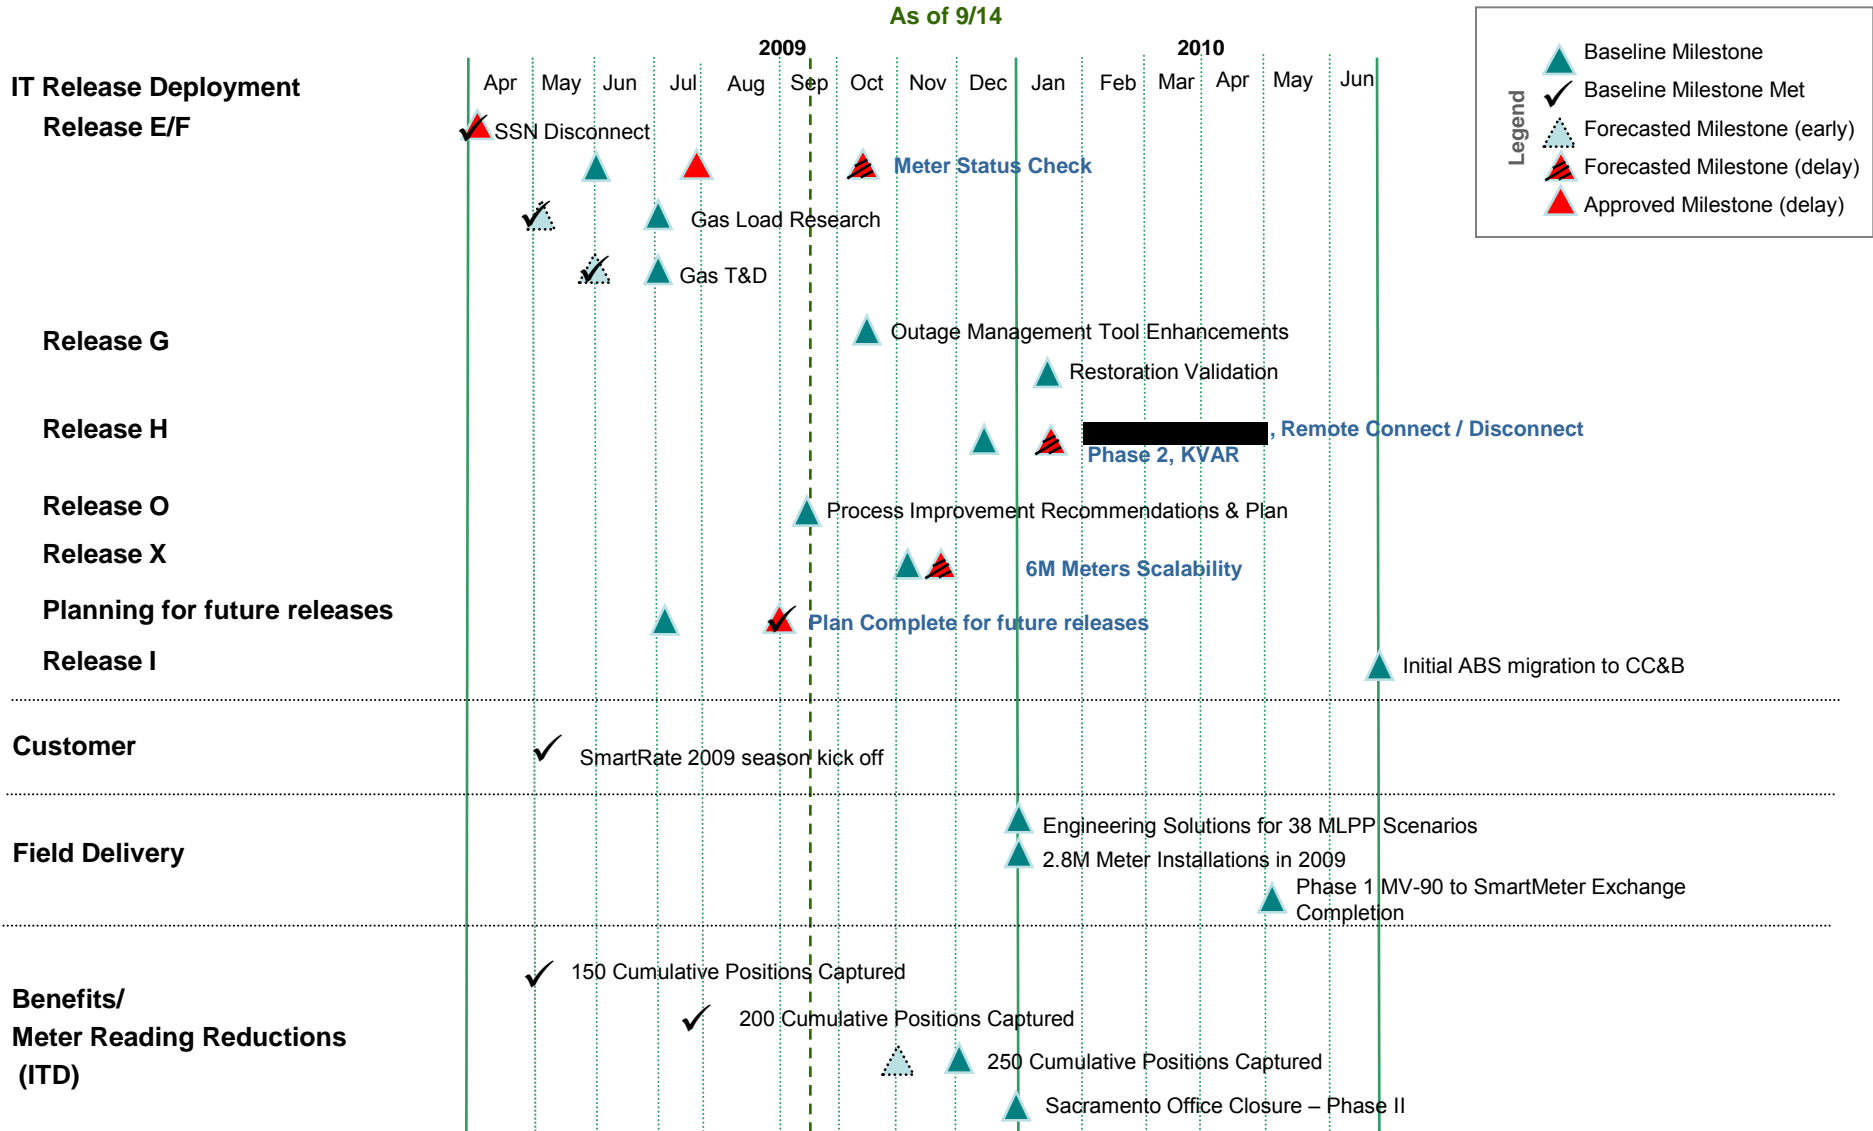 As of 9/14
2009
2010
Apr May Jun Jul Aug Sep Oct Nov Dec Jan Feb Mar Apr May Jun
Legend
Baseline Milestone
Baseline Milestone Met
Forecasted Milestone (early)
Forecasted Milestone (delay)
Approved Milestone (delay)
IT Release Deployment
Release E/F
SSN Disconnect
Meter Status Check
Gas Load Research
Gas T&D
Release G
Outage Management Tool Enhancements
Restoration Validation
Release H
, Remote Connect / Disconnect
Phase 2, KVAR
Release O
Process Improvement Recommendations & Plan
Release X
6M Meters Scalability
Planning for future releases
Plan Complete for future releases
Release I
Initial ABS migration to CC&B
Customer
SmartRate 2009 season kick off
Field Delivery
Engineering Solutions for 38 MLPP Scenarios
2.8M Meter Installations in 2009
Phase 1 MV-90 to SmartMeter Exchange
Completion
Benefits/
Meter Reading Reductions
(ITD)
150 Cumulative Positions Captured
200 Cumulative Positions Captured
250 Cumulative Positions Captured
Sacramento Office Closure – Phase II